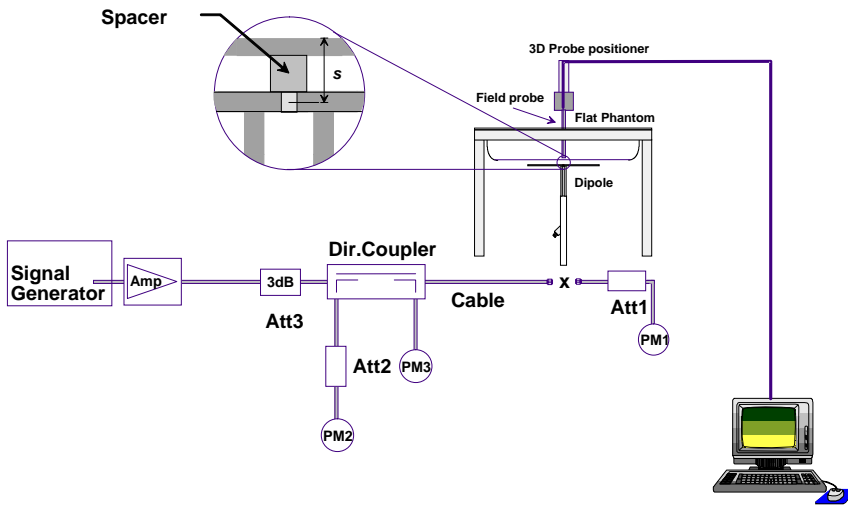 Spacer
s
3D Probe positioner
Field probe
Flat Phantom
Dipole
Signal
Generator
Amp
3dB
Att3
Dir.Coupler
Cable
x
Att1
PM1
Att2
PM3
PM2